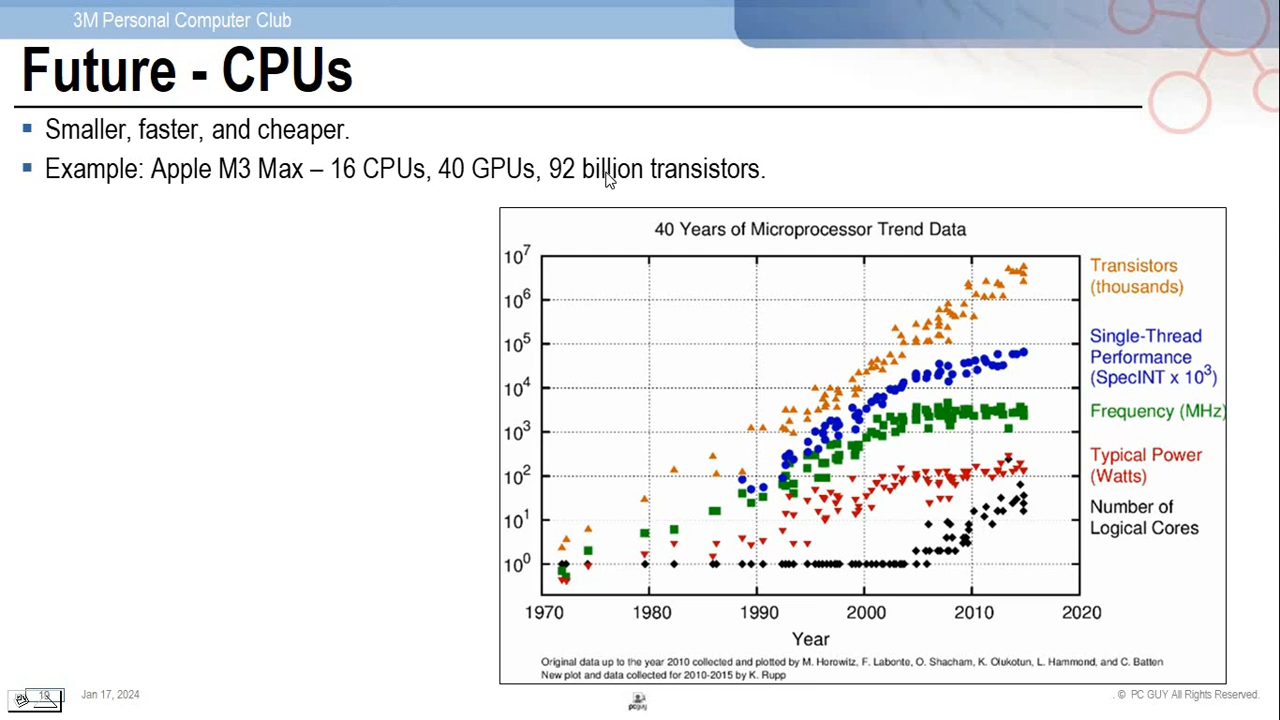 3M Personal Computer Club
Future - CPUs
Smaller, faster, and cheaper.
Example: Apple M3 Max – 16 CPUs, 40 GPUs, 92 billion transistors.
40 Years of Microprocessor Trend Data
10^7
10^6
10^5
10^4
10^3
10^2
10^1
10^0
Transistors
(thousands)
Single-Thread
Performance
(SpecINT x 10^3)
Frequency (MHz)
Typical Power
(Watts)
Number of
Logical Cores
1970 1980 1990 2000 2010 2020
Year
Original data up to the year 2010 collected and plotted by M. Horowitz, F. Labonte, O. Shacham, K. Olukotun, L. Hammond, and C. Batten
New plot and data collected for 2010-2015 by K. Rupp
Jan 17, 2024
. © PC GUY All Rights Reserved.